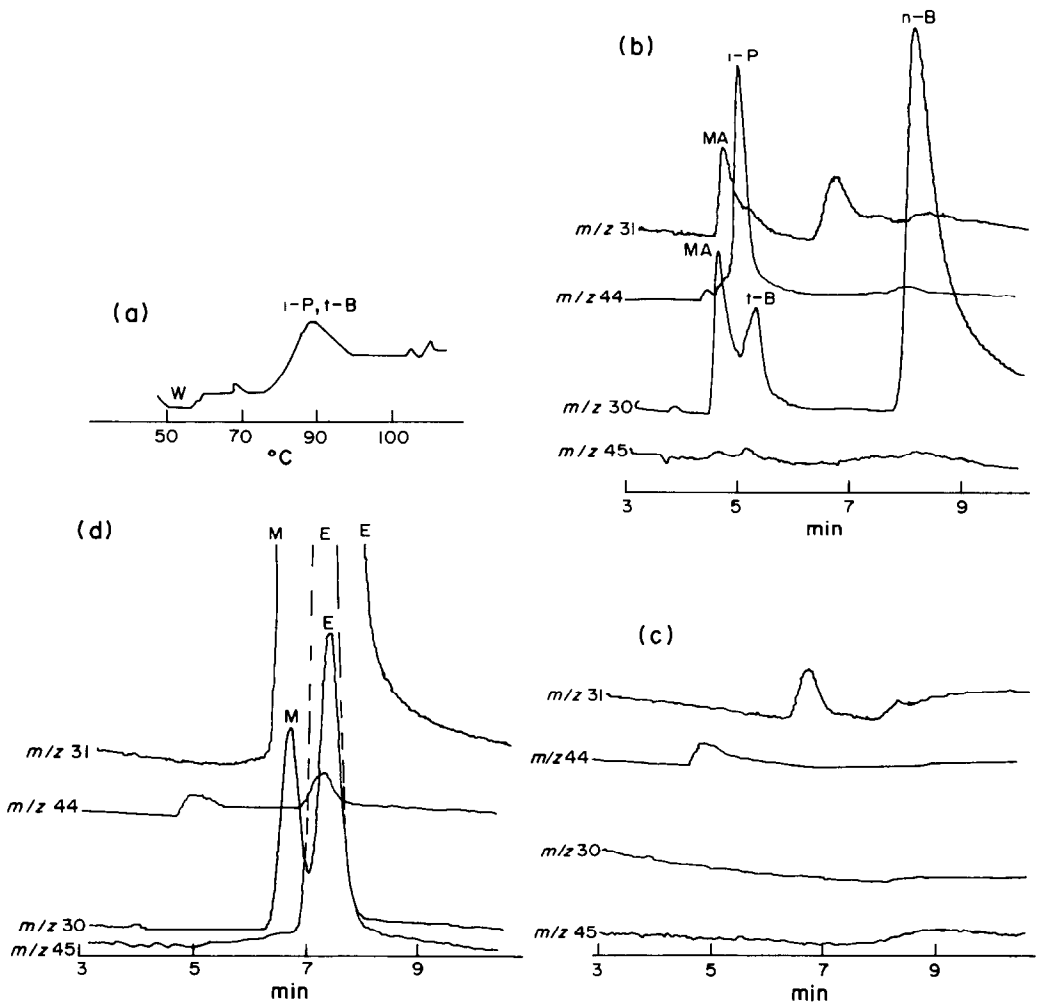 (a)
ı-P, t-B
W
50 70 90 100
°C
(b)
n-B
ı-P
MA
m/z 31
MA
m/z 44
t-B
m/z 30
m/z 45
3 5 7 9
min
(d)
M E E
E
M
m/z 31
m/z 44
m/z 30
m/z 45
3 5 7 9
min
(c)
m/z 31
m/z 44
m/z 30
m/z 45
3 5 7 9
min